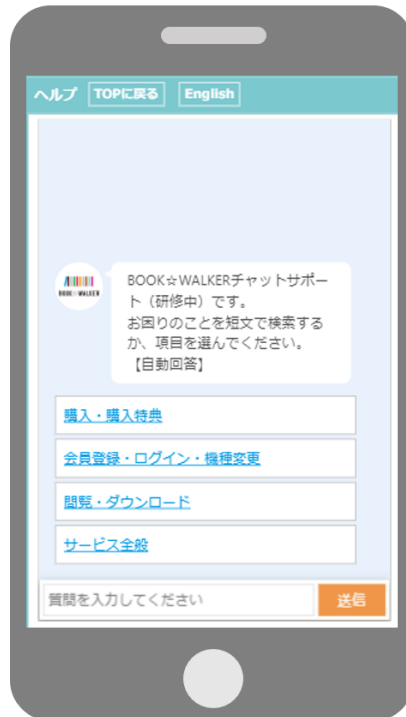 ヘルプ TOPに戻る English
BOOK☆WALKER
BOOK☆WALKERチャットサポー
ト（研修中）です。
お困りのことを短文で検索する
か、項目を選んでください。
【自動回答】
購入・購入特典
会員登録・ログイン・機種変更
閲覧・ダウンロード
サービス全般
質問を入力してください 送信